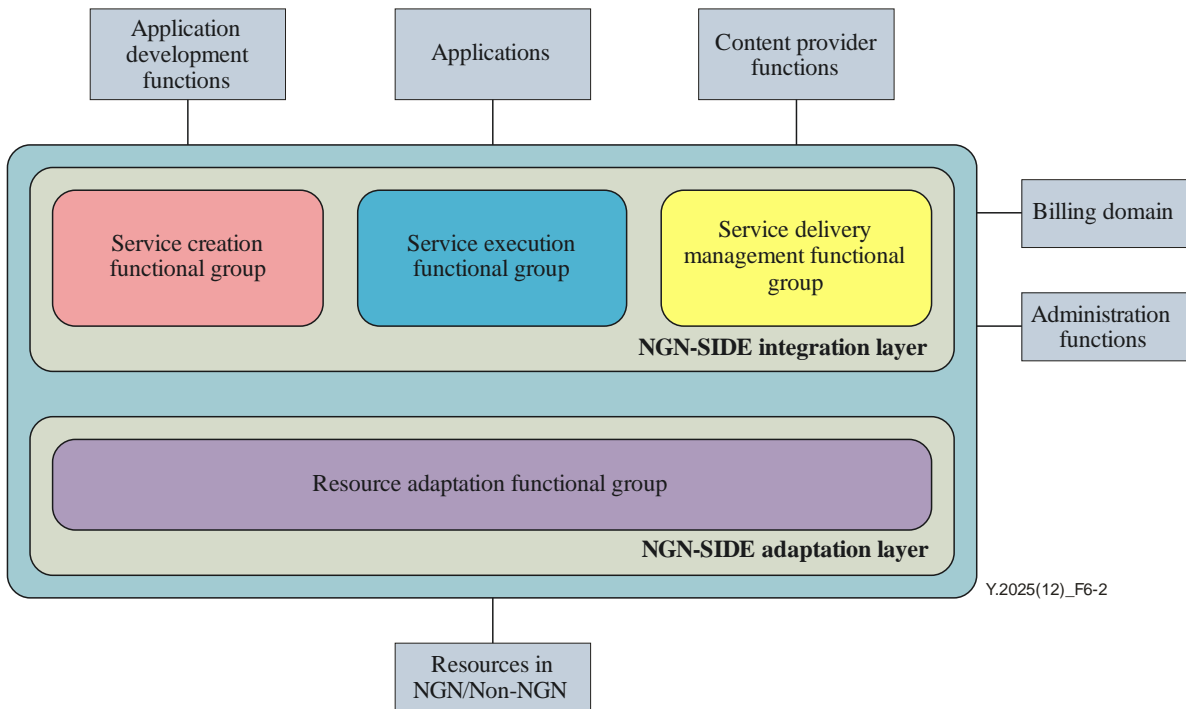 Application
development
functions
Applications
Content provider
functions
Service creation
functional group
Service execution
functional group
Service delivery
management functional
group
NGN-SIDE integration layer
Billing domain
Administration
functions
Resource adaptation functional group
NGN-SIDE adaptation layer
Y.2025(12)_F6-2
Resources in
NGN/Non-NGN